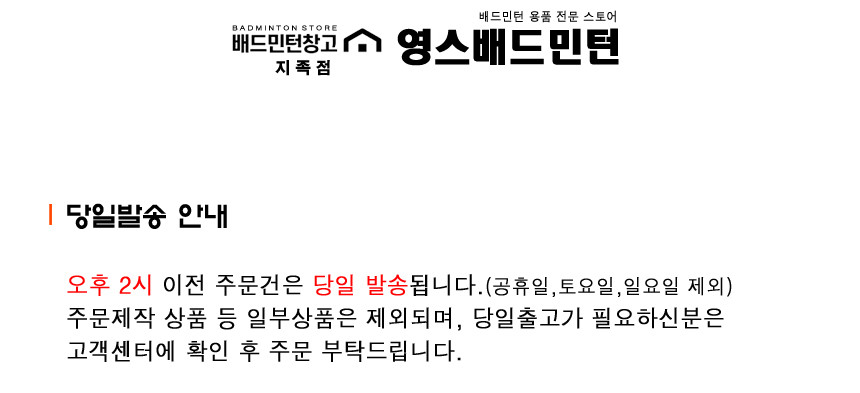 배드민턴 용품 전문 스토어
BADMINTON STORE
배드민턴창고 영스배드민턴
지족점
당일발송 안내
오후 2시 이전 주문건은 당일 발송됩니다.(공휴일,토요일,일요일 제외)
주문제작 상품 등 일부상품은 제외되며, 당일출고가 필요하신분은
고객센터에 확인 후 주문 부탁드립니다.